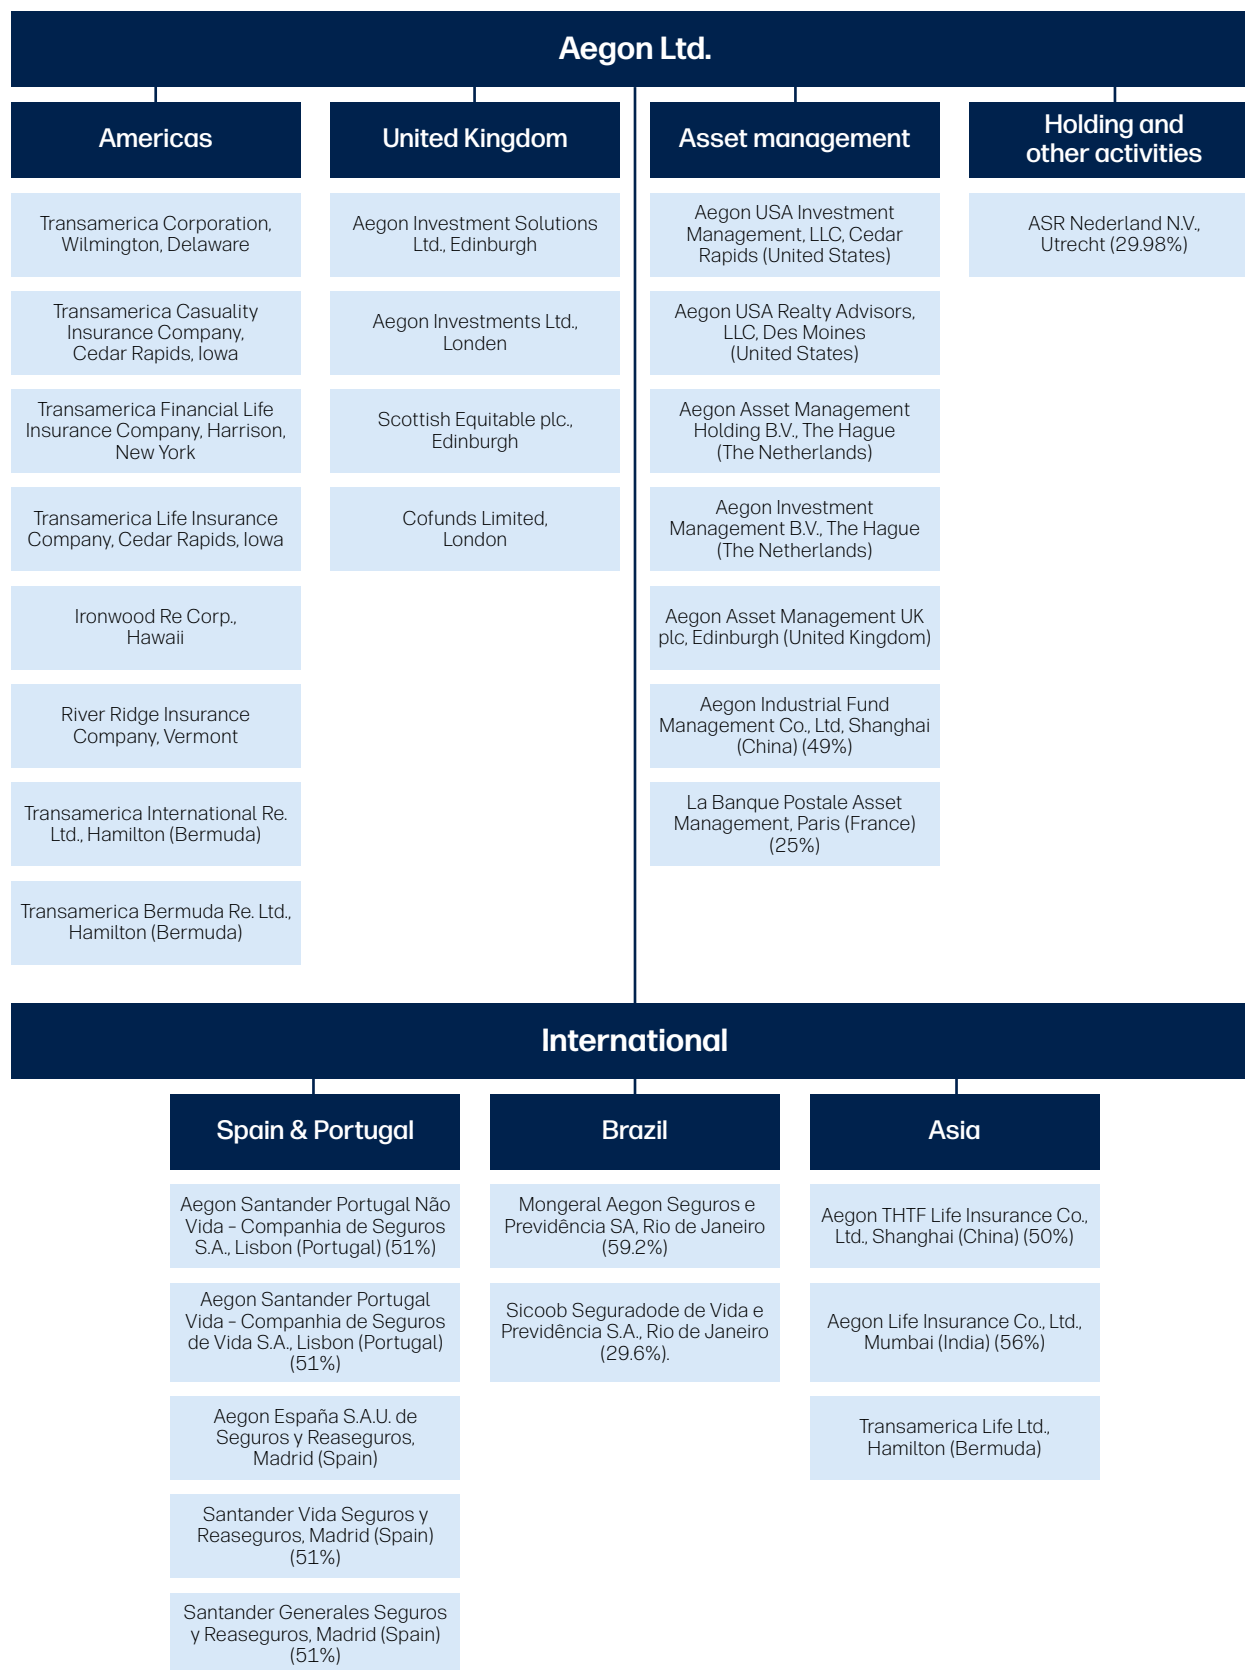 Aegon Ltd.
Americas
Transamerica Corporation,
Wilmington, Delaware
Transamerica Casuality
Insurance Company,
Cedar Rapids, Iowa
Transamerica Financial Life
Insurance Company, Harrison,
New York
Transamerica Life Insurance
Company, Cedar Rapids, Iowa
Ironwood Re Corp.,
Hawaii
River Ridge Insurance
Company, Vermont
Transamerica International Re.
Ltd., Hamilton (Bermuda)
Transamerica Bermuda Re. Ltd.,
Hamilton (Bermuda)
United Kingdom
Aegon Investment Solutions
Ltd., Edinburgh
Aegon Investments Ltd.,
Londen
Scottish Equitable plc.,
Edinburgh
Cofunds Limited,
London
Asset management
Aegon USA Investment
Management, LLC, Cedar
Rapids (United States)
Aegon USA Realty Advisors,
LLC, Des Moines
(United States)
Aegon Asset Management
Holding B.V., The Hague
(The Netherlands)
Aegon Investment
Management B.V., The Hague
(The Netherlands)
Aegon Asset Management UK
plc, Edinburgh (United Kingdom)
Aegon Industrial Fund
Management Co., Ltd, Shanghai
(China) (49%)
La Banque Postale Asset
Management, Paris (France)
(25%)
Holding and
other activities
ASR Nederland N.V.,
Utrecht (29.98%)
International
Spain & Portugal
Aegon Santander Portugal Não
Vida – Companhia de Seguros
S.A., Lisbon (Portugal) (51%)
Aegon Santander Portugal
Vida – Companhia de Seguros
de Vida S.A., Lisbon (Portugal)
(51%)
Aegon España S.A.U. de
Seguros y Reaseguros,
Madrid (Spain)
Santander Vida Seguros y
Reaseguros, Madrid (Spain)
(51%)
Santander Generales Seguros
y Reaseguros, Madrid (Spain)
(51%)
Brazil
Mongeral Aegon Seguros e
Previdência SA, Rio de Janeiro
(59.2%)
Sicoob Seguradode de Vida e
Previdência S.A., Rio de Janeiro
(29.6%).
Asia
Aegon THTF Life Insurance Co.,
Ltd., Shanghai (China) (50%)
Aegon Life Insurance Co., Ltd.,
Mumbai (India) (56%)
Transamerica Life Ltd.,
Hamilton (Bermuda)